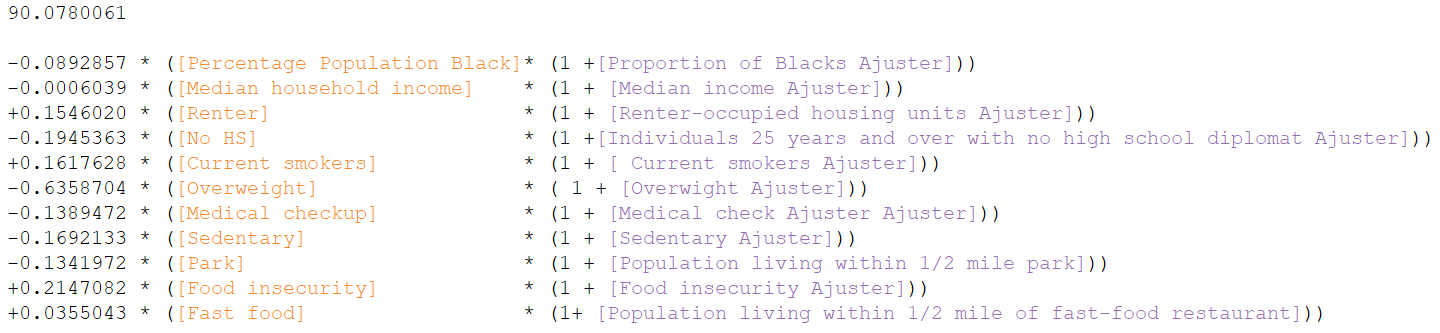 90.0780061
-0.0892857 * ([Percentage Population Black]* (1 +[Proportion of Blacks Ajuster]))
-0.0006039 * ([Median household income] * (1 + [Median income Ajuster]))
+0.1546020 * ([Renter] * (1 + [Renter-occupied housing units Ajuster]))
-0.1945363 * ([No HS] * (1 +[Individuals 25 years and over with no high school diplomat Ajuster]))
+0.1617628 * ([Current smokers] * (1 + [ Current smokers Ajuster]))
-0.6358704 * ([Overweight] * ( 1 + [Overwight Ajuster]))
-0.1389472 * ([Medical checkup] * (1 + [Medical check Ajuster Ajuster]))
-0.1692133 * ([Sedentary] * (1 + [Sedentary Ajuster]))
-0.1341972 * ([Park] * (1 + [Population living within 1/2 mile park]))
+0.2147082 * ([Food insecurity] * (1 + [Food insecurity Ajuster]))
+0.0355043 * ([Fast food] * (1+ [Population living within 1/2 mile of fast-food restaurant]))